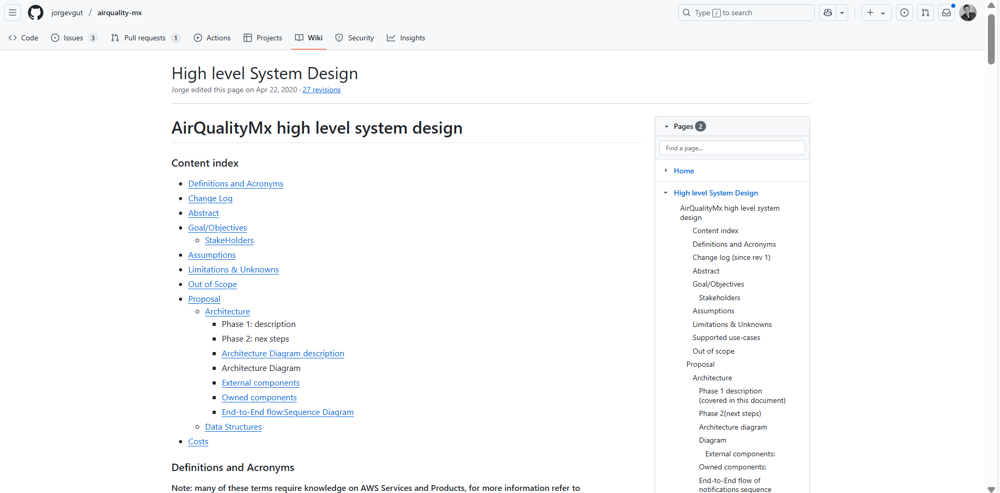 jorgevgut / airquality-mx
Type / to search
Code
Issues 3
Pull requests 1
Actions
Projects
Wiki
Security
Insights
High level System Design
Jorge edited this page on Apr 22, 2020 · 27 revisions
AirQualityMx high level system design
Content index
Definitions and Acronyms
Change Log
Abstract
Goal/Objectives
StakeHolders
Assumptions
Limitations & Unknowns
Out of Scope
Proposal
Architecture
Phase 1: description
Phase 2: nex steps
Architecture Diagram description
Architecture Diagram
External components
Owned components
End-to-End flow:Sequence Diagram
Data Structures
Costs
Definitions and Acronyms
Note: many of these terms require knowledge on AWS Services and Products, for more information refer to
Pages 2
Find a page...
Home
High level System Design
AirQualityMx high level system
design
Content index
Definitions and Acronyms
Change log (since rev 1)
Abstract
Goal/Objectives
Stakeholders
Assumptions
Limitations & Unknowns
Supported use-cases
Out of scope
Proposal
Architecture
Phase 1 description
(covered in this document)
Phase 2(next steps)
Architecture diagram
Diagram
External components:
Owned components:
End-to-End flow of
notifications sequence